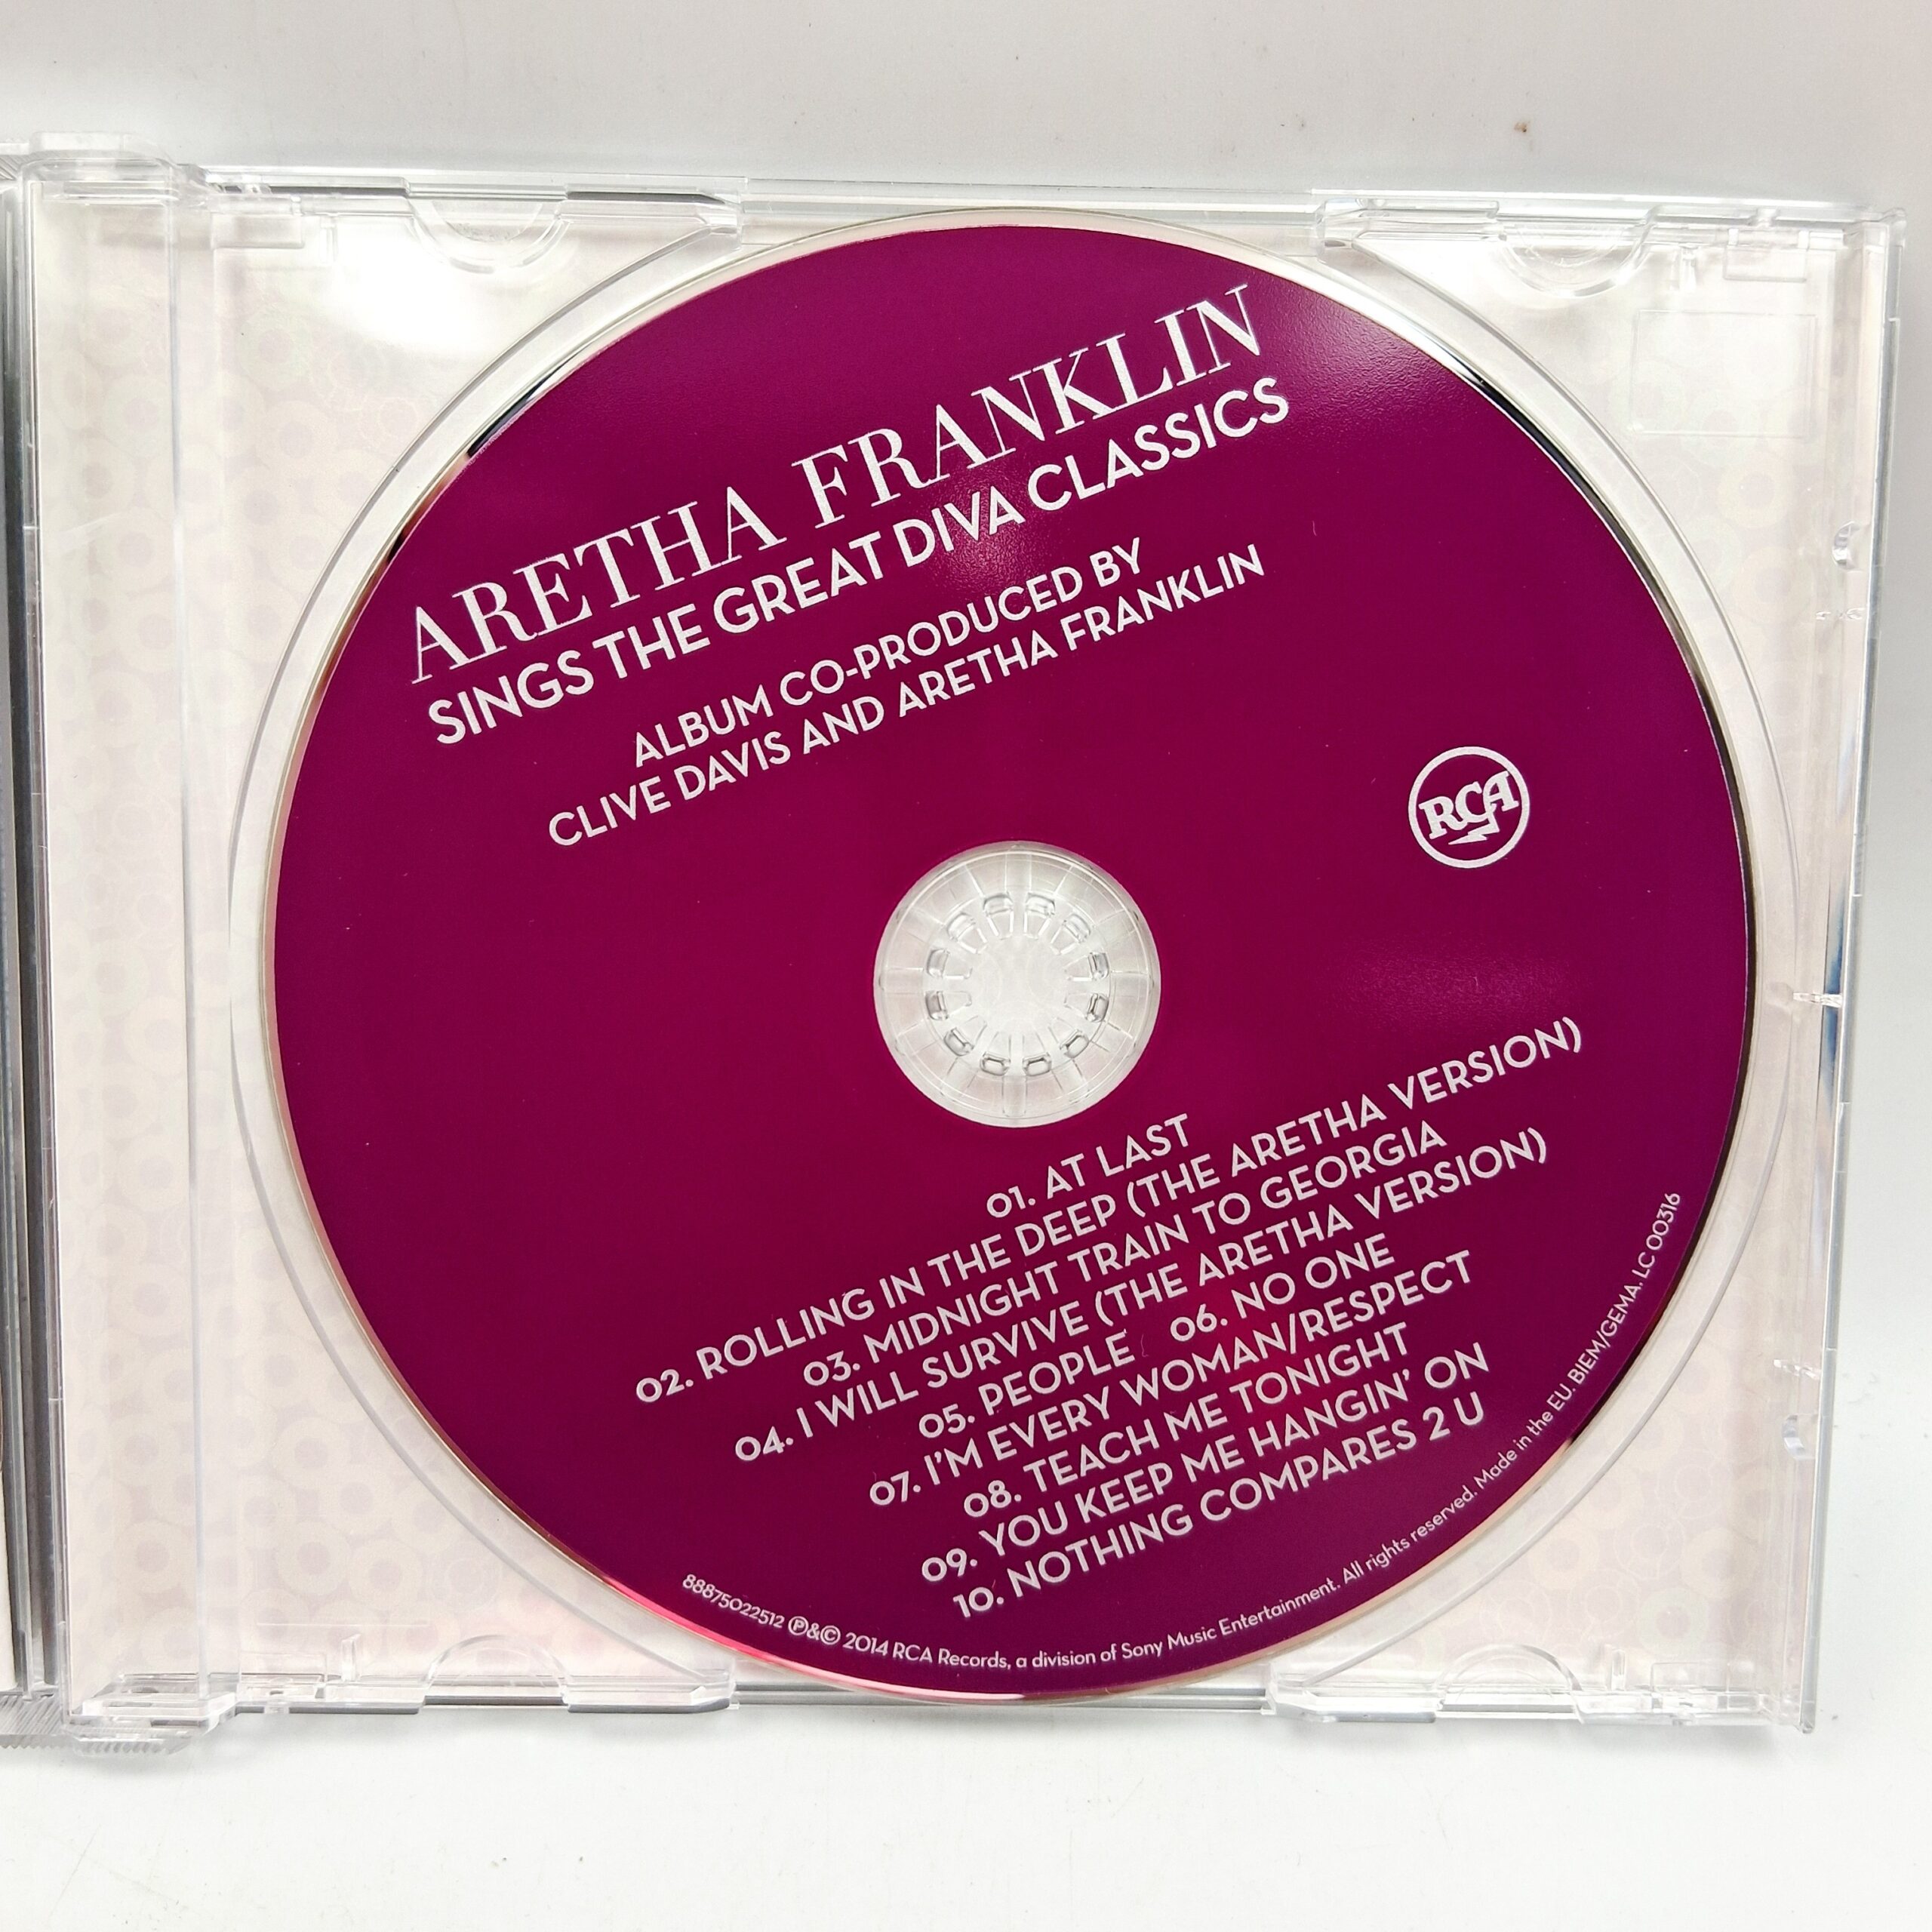 ARETHA FRANKLIN
SINGS THE GREAT DIVA CLASSICS
ALBUM CO-PRODUCED BY
CLIVE DAVIS AND ARETHA FRANKLIN
RCA
01. AT LAST
02. ROLLING IN THE DEEP (THE ARETHA VERSION)
03. MIDNIGHT TRAIN TO GEORGIA
04. I WILL SURVIVE (THE ARETHA VERSION)
05. PEOPLE 06. NO ONE
07. I'M EVERY WOMAN/RESPECT
08. TEACH ME TONIGHT
09. YOU KEEP ME HANGIN' ON
10. NOTHING COMPARES 2 U
88875022512 ℗&© 2014 RCA Records, a division of Sony Music Entertainment. All rights reserved. Made in the EU. BIEM/GEMA. LC 00316